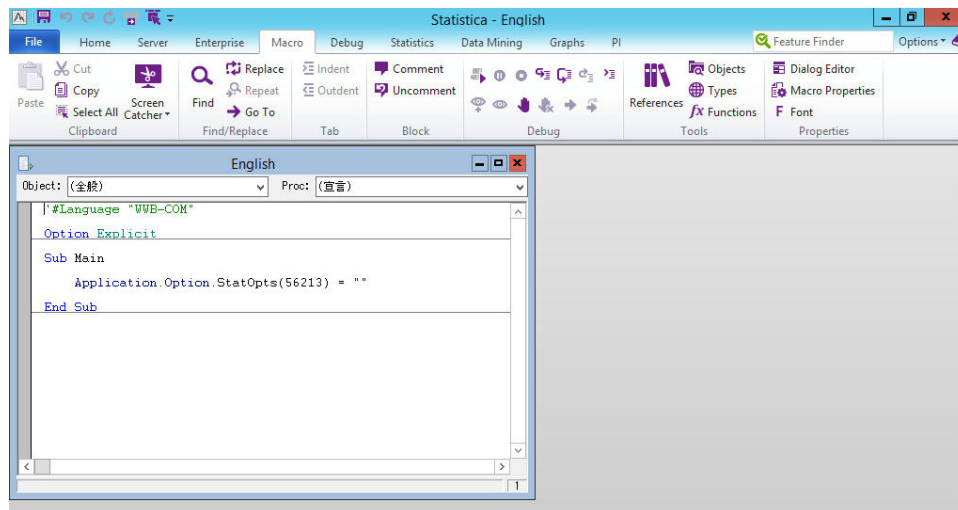 Statistica - English
File Home Server Enterprise Macro Debug Statistics Data Mining Graphs PI Feature Finder Options
Paste
Cut
Copy
Select All
Screen
Catcher
Clipboard
Find
Replace
Repeat
Go To
Find/Replace
Indent
Outdent
Tab
Comment
Uncomment
Block
Debug
References
Objects
Types
fx Functions
Tools
Dialog Editor
Macro Properties
F Font
Properties
English
Object: (全般) Proc: (宣言)
'#Language "WWB-COM"
Option Explicit
Sub Main
Application.Option.StatOpts(56213) = ""
End Sub
1